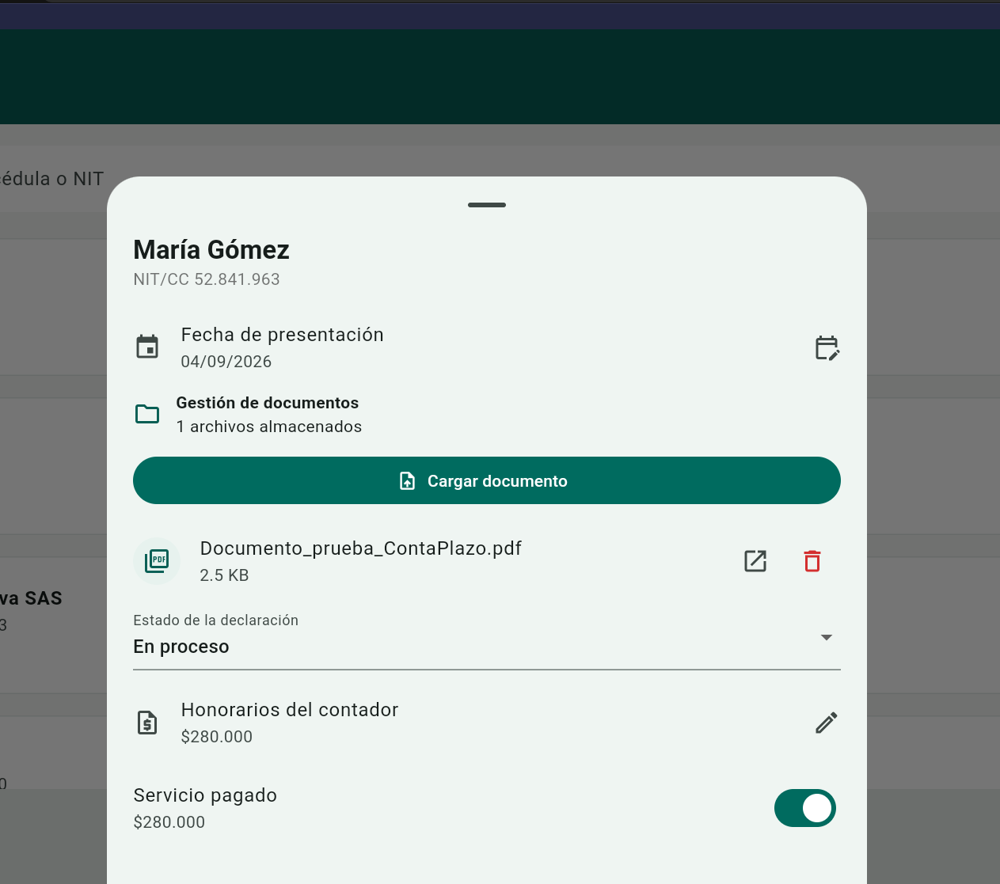 cédula o NIT
María Gómez
NIT/CC 52.841.963
Fecha de presentación
04/09/2026
Gestión de documentos
1 archivos almacenados
Cargar documento
PDF
Documento_prueba_ContaPlazo.pdf
2.5 KB
va SAS
3
Estado de la declaración
En proceso
Honorarios del contador
$280.000
0
Servicio pagado
$280.000